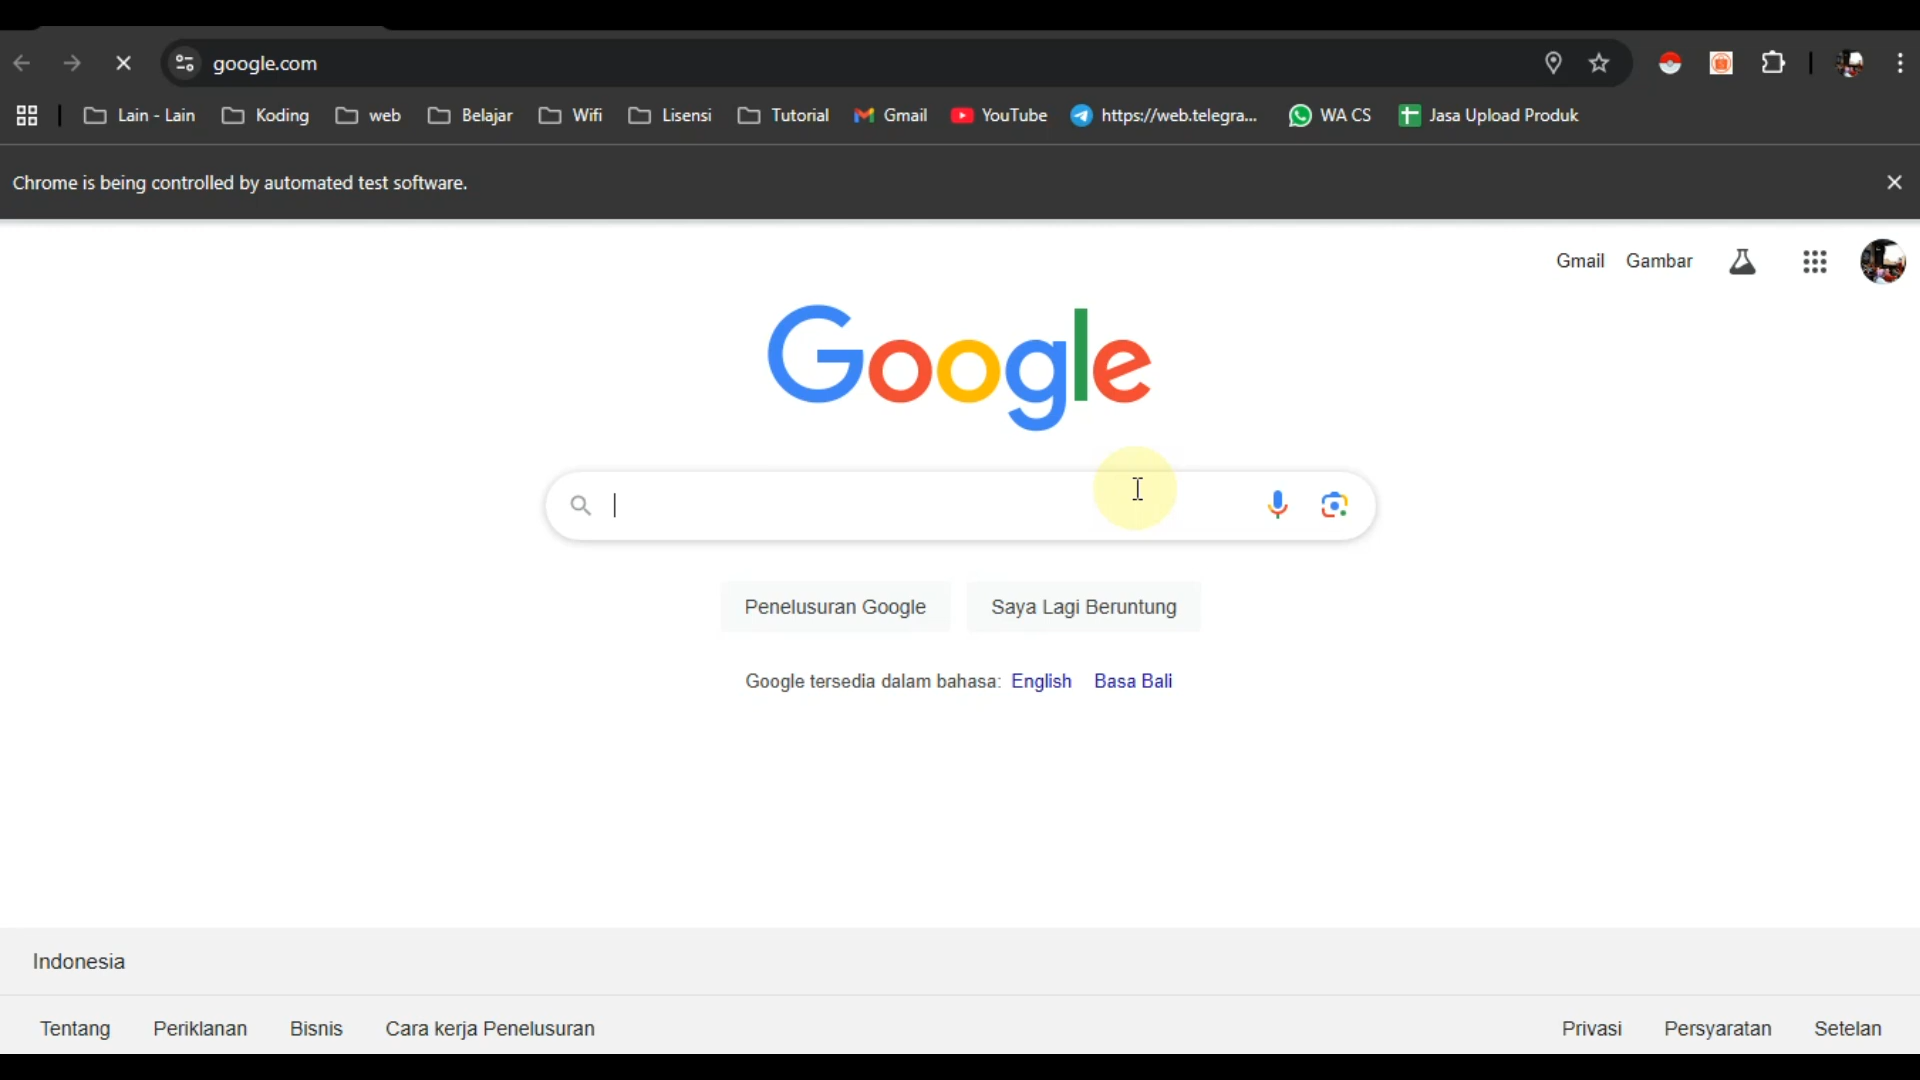 google.com
Lain - Lain Koding web Belajar Wifi Lisensi Tutorial Gmail YouTube https://web.telegra... WA CS Jasa Upload Produk
Chrome is being controlled by automated test software.
Gmail Gambar
Google
Penelusuran Google Saya Lagi Beruntung
Google tersedia dalam bahasa: English Basa Bali
Indonesia
Tentang Periklanan Bisnis Cara kerja Penelusuran Privasi Persyaratan Setelan